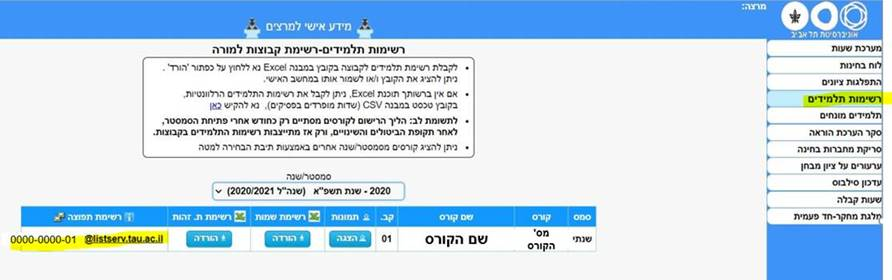 מרצה:
אוניברסיטת תל אביב
מידע אישי למרצים
מערכת שעות
לוח בחינות
התפלגות ציונים
רשימות תלמידים
תלמידים מונחים
סקר הערכת הוראה
סריקת מחברות בחינה
ערעורים על ציון מבחן
עדכון סילבוס
שעות קבלה
מלגת מחקר-חד פעמית
רשימות תלמידים-רשימת קבוצות למורה
לקבלת רשימת תלמידים לקבוצה בקובץ במבנה Excel נא ללחוץ על כפתור 'הורד' .
ניתן להציג את הקובץ ו/או לשמור אותו במחשב האישי.
אם אין ברשותך תוכנת Excel, ניתן לקבל את רשימות התלמידים הרלוונטיות,
בקובץ טכסט במבנה CSV (שדות מופרדים בפסיקים), נא להקיש כאן
לתשומת לב: הליך הרישום לקורסים מסתיים רק כחודש אחרי פתיחת הסמסטר,
לאחר תקופת הביטולים והשינויים, ורק אז מתייצבות רשימות התלמידים בקבוצות.
ניתן להציג קורסים מסמסטר/שנה אחרים באמצעות תיבת הבחירה למטה
סמסטר/שנה
2020 - שנת תשפ"א (שנה"ל 2020/2021)
סמס קורס שם קורס קב. תמונות רשימת שמות רשימת ת. זהות רשימת תפוצה
שנתי מס' הקורס שם הקורס 01 הצגה הורדה הורדה 0000-0000-01 @listserv.tau.ac.il